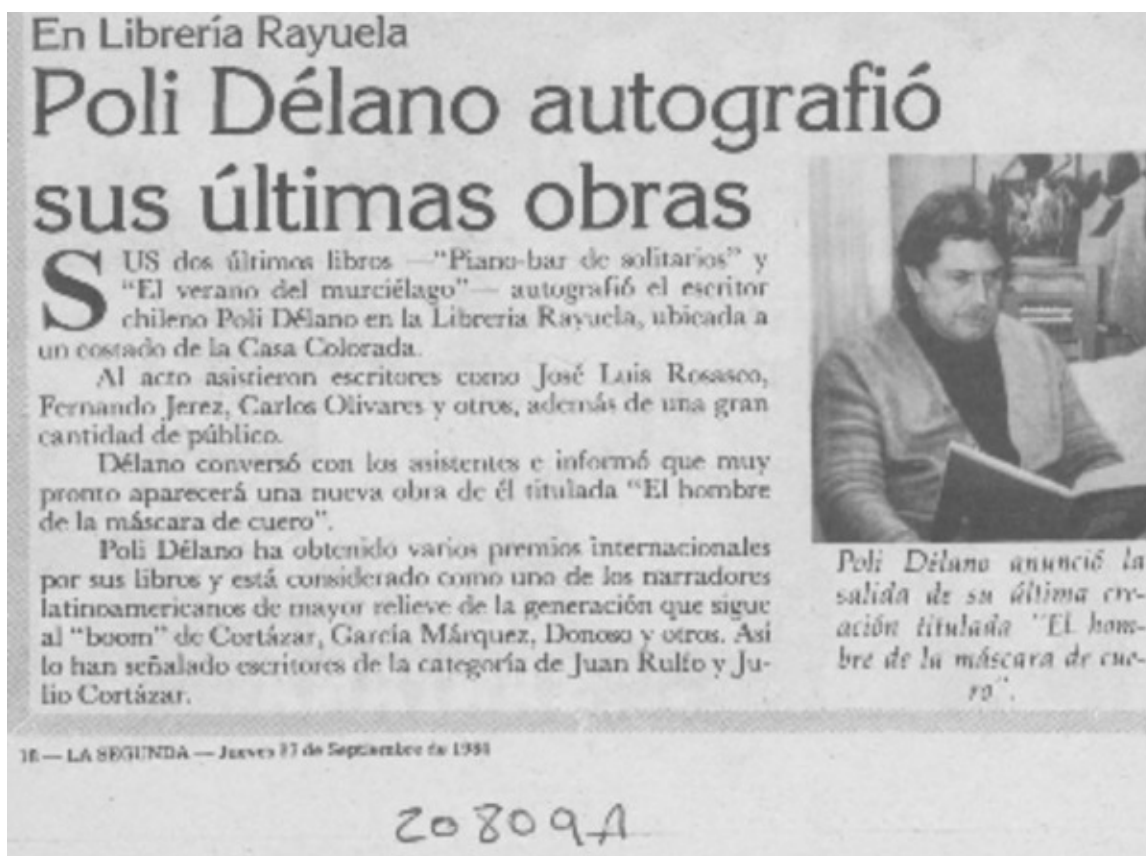 En Librería Rayuela
Poli Délano autografió
sus últimas obras
SUS dos últimos libros —“Piano-bar de solitarios” y
“El verano del murciélago”— autografió el escritor
chileno Poli Délano en la Librería Rayuela, ubicada a
un costado de la Casa Colorada.
Al acto asistieron escritores como José Luis Rosasco,
Fernando Jerez, Carlos Olivares y otros, además de una gran
cantidad de público.
Délano conversó con los asistentes e informó que muy
pronto aparecerá una nueva obra de él titulada “El hombre
de la máscara de cuero”.
Poli Délano ha obtenido varios premios internacionales
por sus libros y está considerado como uno de los narradores
latinoamericanos de mayor relieve de la generación que sigue
al “boom” de Cortázar, García Márquez, Donoso y otros. Así
lo han señalado escritores de la categoría de Juan Rulfo y Ju-
lio Cortázar.
Poli Délano anunció la
salida de su última cre-
ación titulada “El hom-
bre de la máscara de cue-
ro”.
— LA SEGUNDA — Jueves 27 de Septiembre de 1984
20809A